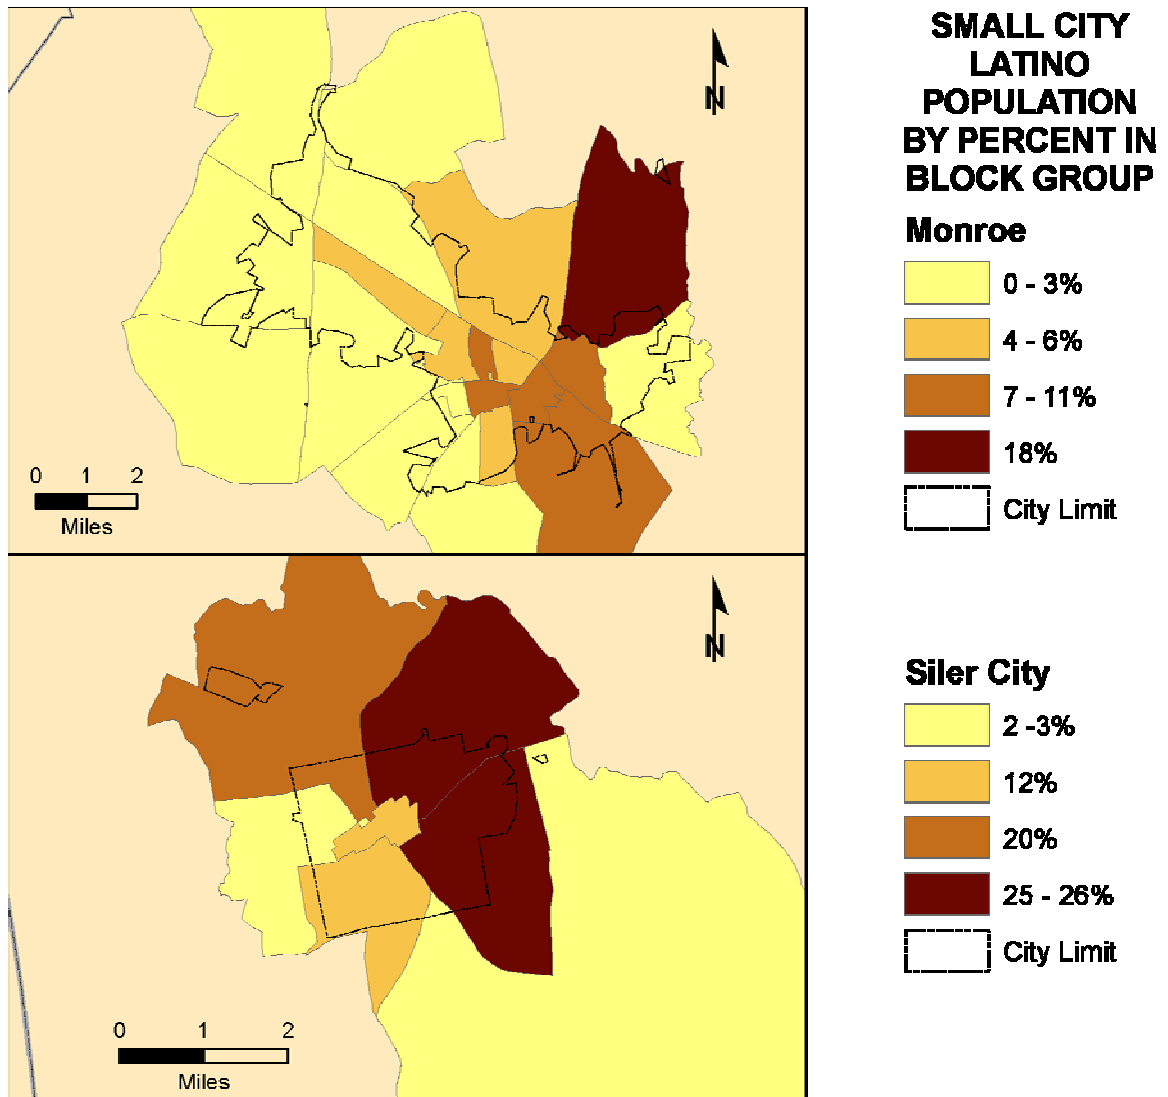 SMALL CITY
LATINO
POPULATION
BY PERCENT IN
BLOCK GROUP
Monroe
0 - 3%
4 - 6%
7 - 11%
18%
City Limit
N
0 1 2
Miles
Siler City
2 -3%
12%
20%
25 - 26%
City Limit
N
0 1 2
Miles